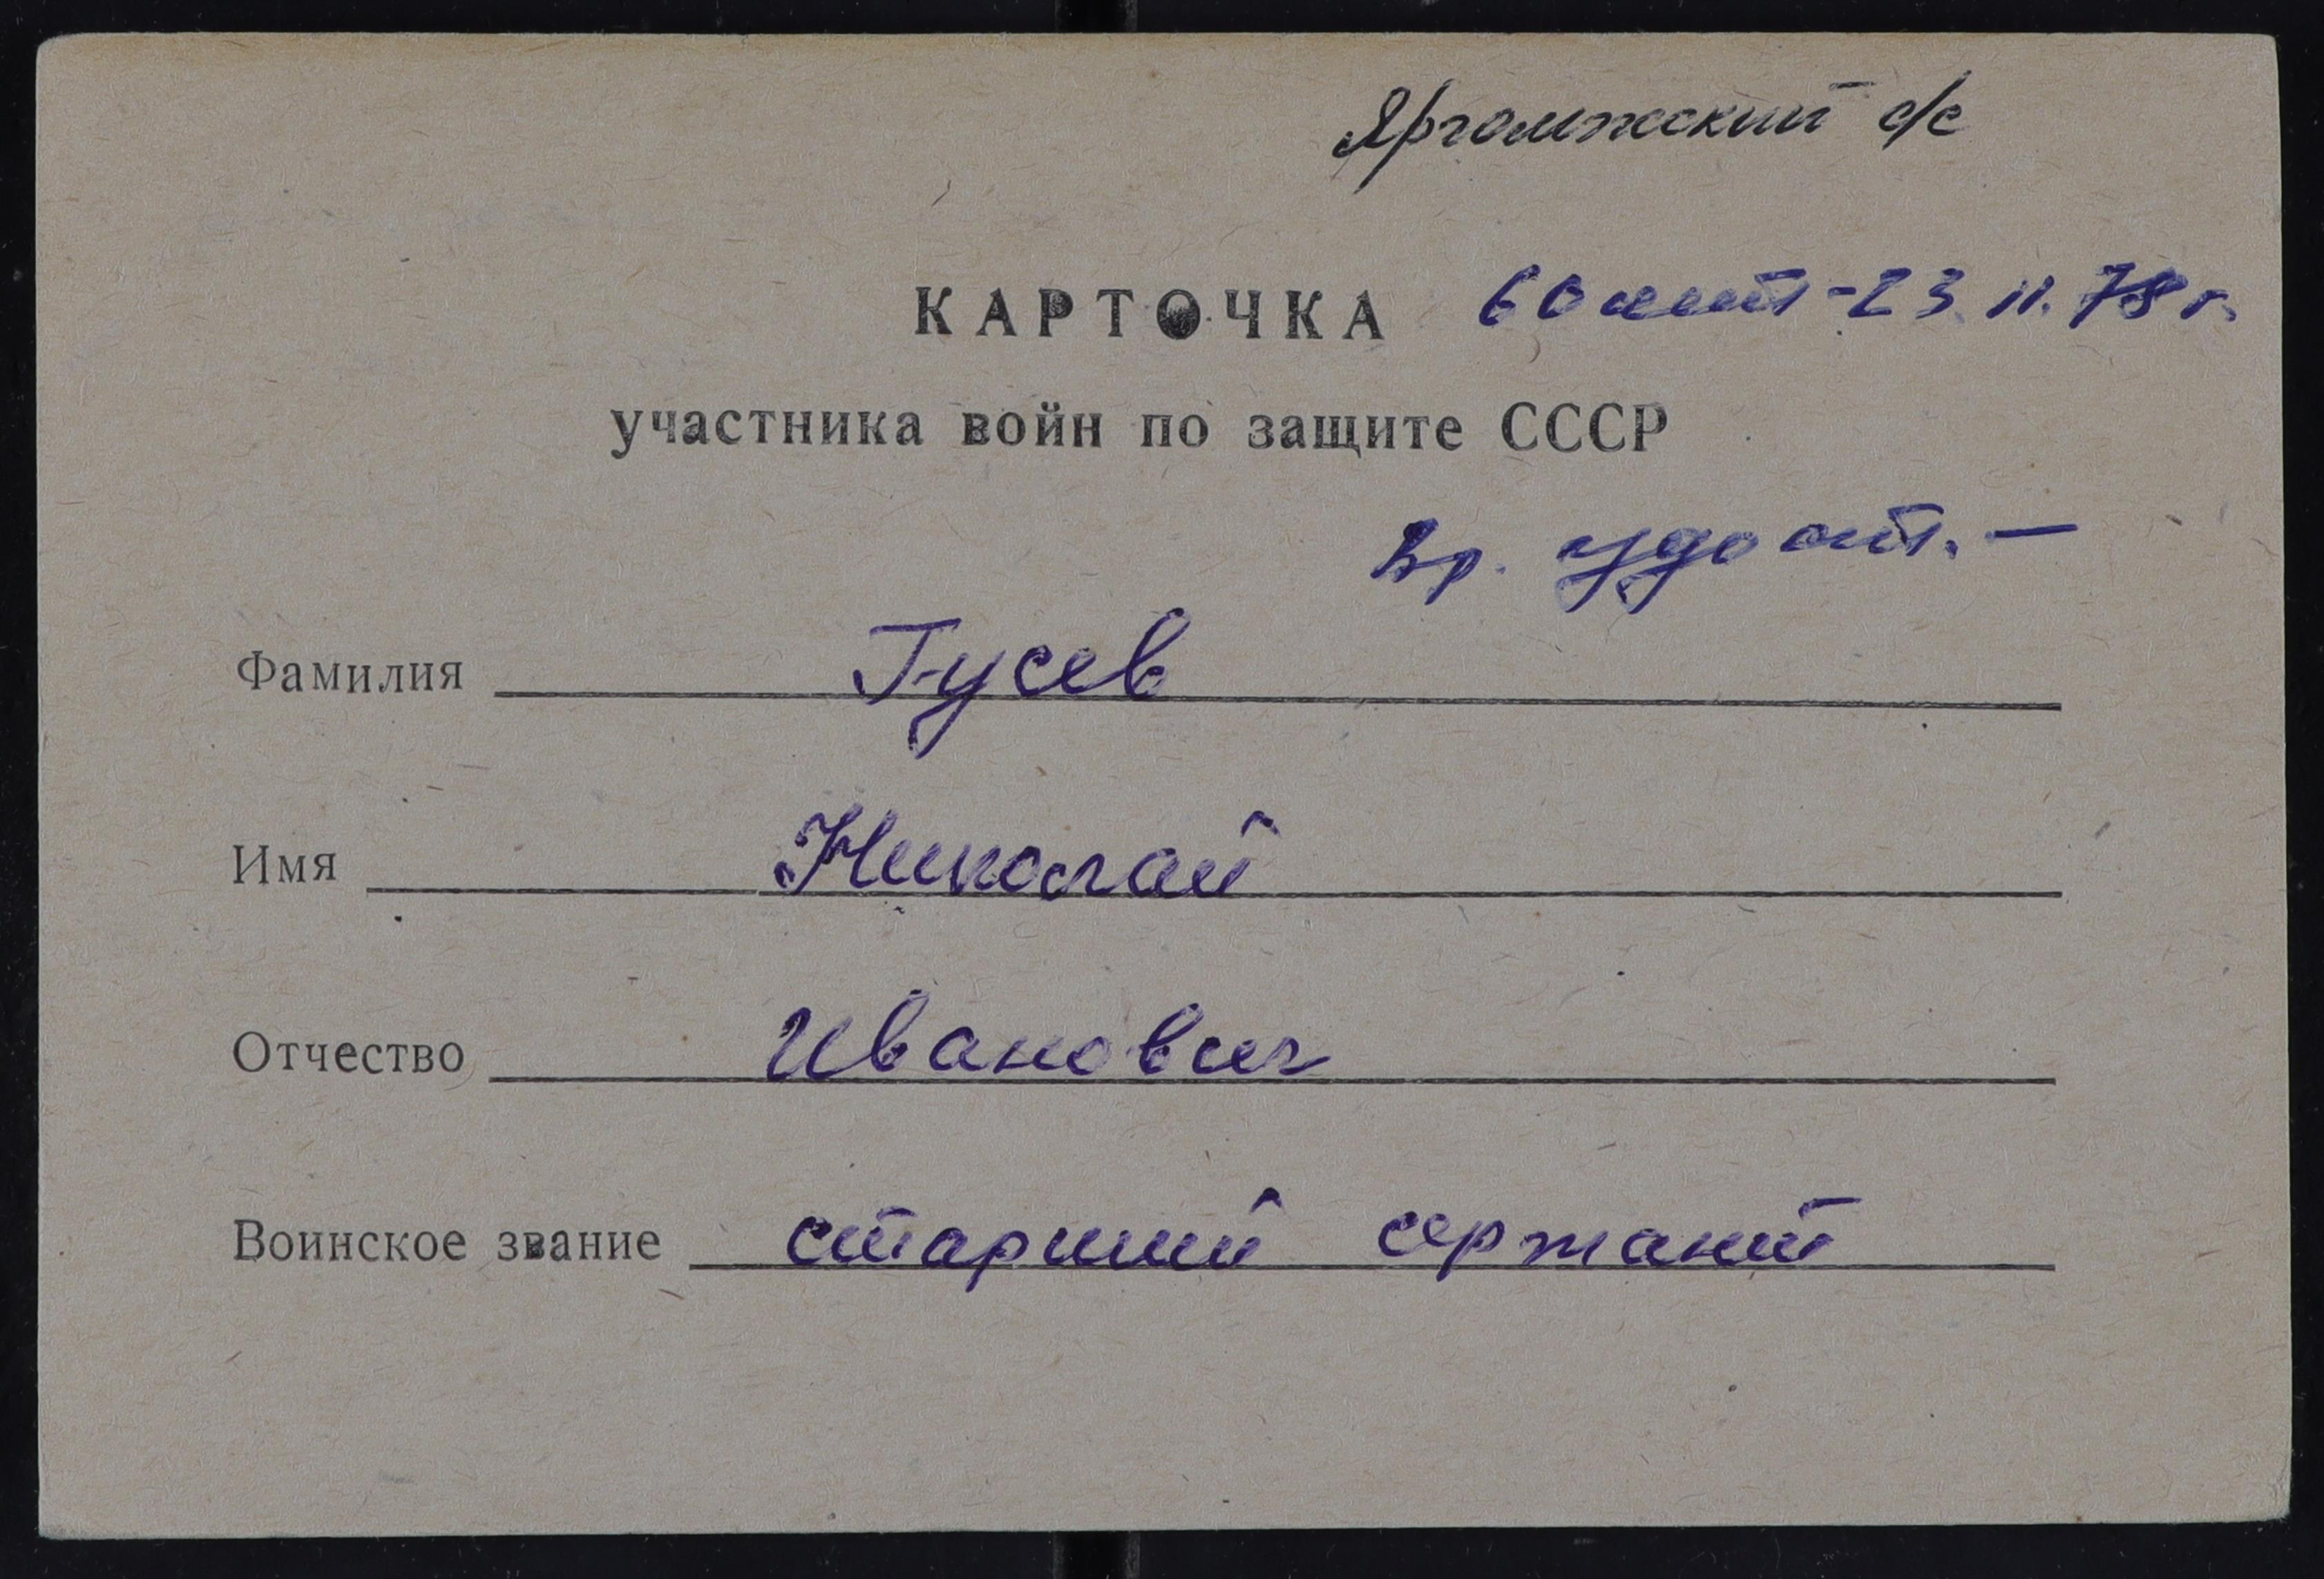 Яргомжский с/с
КАРТОЧКА 60 лет - 23.11.78 г.
участника войн по защите СССР
Вр. удост. —
Фамилия Гусев
Имя Николай
Отчество Иванович
Воинское звание старший сержант